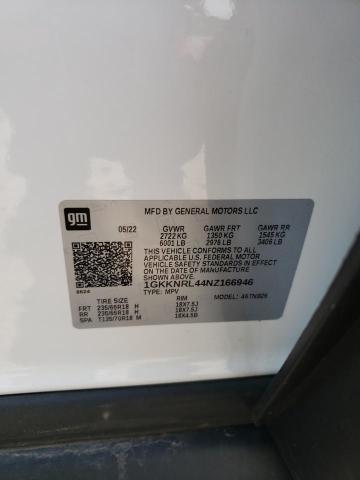 gm
MFD BY GENERAL MOTORS LLC
05/22 GVWR GAWR FRT GAWR RR
2722 KG 1350 KG 1545 KG
6001 LB 2976 LB 3406 LB
THIS VEHICLE CONFORMS TO ALL APPLICABLE
U.S. FEDERAL MOTOR VEHICLE SAFETY
STANDARDS IN EFFECT ON THE DATE OF
MANUFACTURE SHOWN ABOVE.
1GKKNRL44NZ166946
TYPE: MPV MODEL:
TIRE SIZE RIM
FRT 235/65R18 H 18X7.5J
RR 235/65R18 H 18X7.5J
SPA T135/70R18 M 18X4.5B